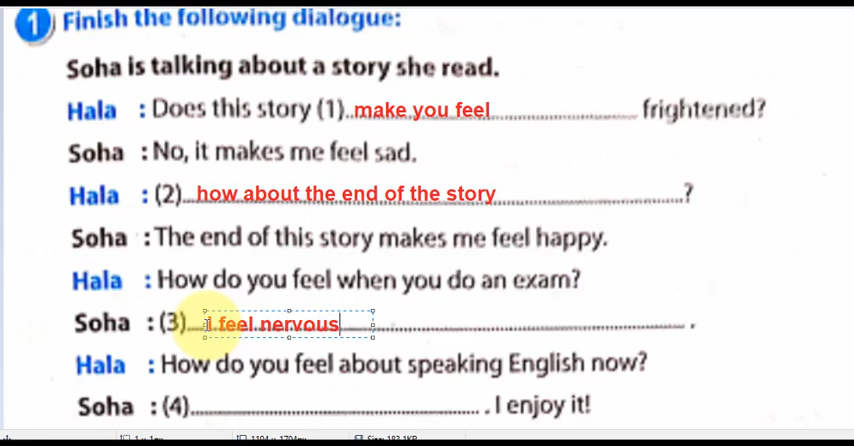 1 Finish the following dialogue:
Soha is talking about a story she read.
Hala : Does this story (1)..make you feel.............................. frightened?
Soha : No, it makes me feel sad.
Hala : (2)...how about the end of the story.......................................?
Soha : The end of this story makes me feel happy.
Hala : How do you feel when you do an exam?
Soha : (3)....I feel nervous............................................................ .
Hala : How do you feel about speaking English now?
Soha : (4)........................................................... . I enjoy it!